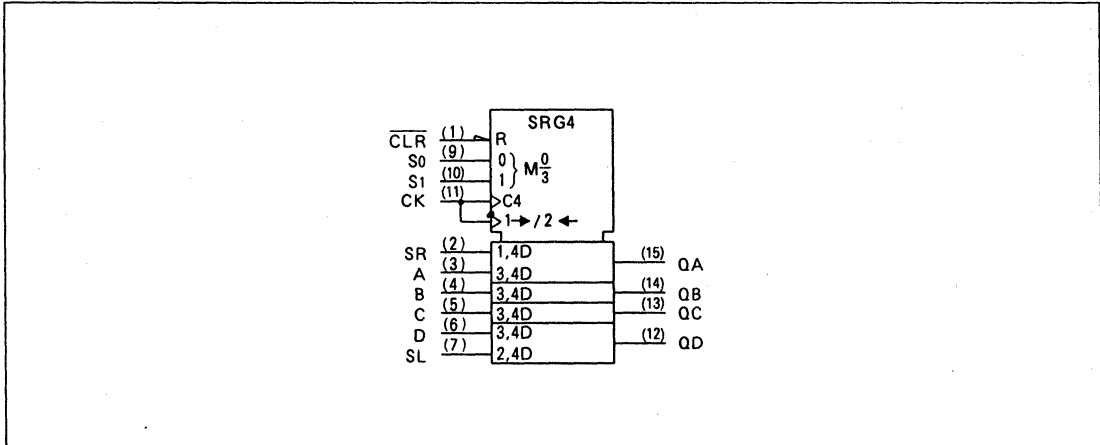 SRG4
CLR (1) R
S0 (9) 0
M 0/3
S1 (10) 1
CK (11) C4
1→/2←
SR (2) 1,4D
(15) QA
A (3) 3,4D
B (4) 3,4D (14) QB
C (5) 3,4D (13) QC
D (6) 3,4D
(12) QD
SL (7) 2,4D